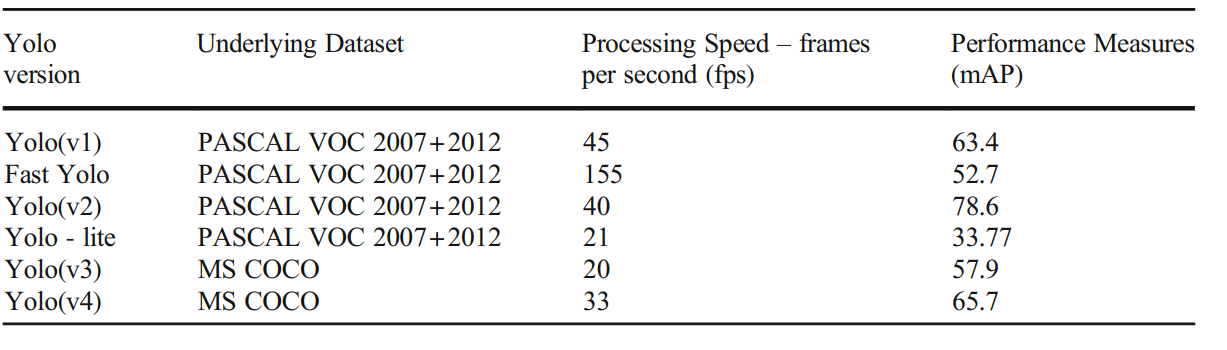 Yolo version	Underlying Dataset	Processing Speed – frames per second (fps)	Performance Measures (mAP)
Yolo(v1)	PASCAL VOC 2007+2012	45	63.4
Fast Yolo	PASCAL VOC 2007+2012	155	52.7
Yolo(v2)	PASCAL VOC 2007+2012	40	78.6
Yolo - lite	PASCAL VOC 2007+2012	21	33.77
Yolo(v3)	MS COCO	20	57.9
Yolo(v4)	MS COCO	33	65.7